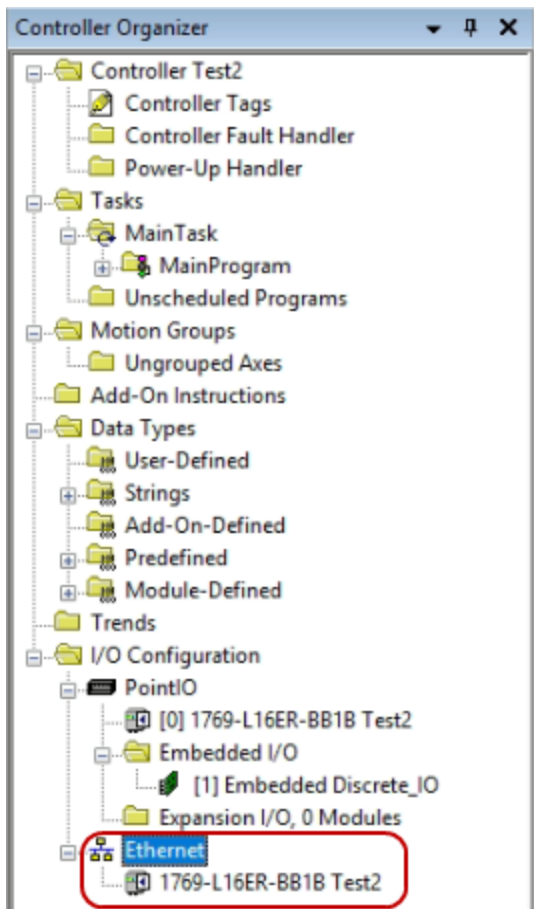 Controller Organizer
Controller Test2
Controller Tags
Controller Fault Handler
Power-Up Handler
Tasks
MainTask
MainProgram
Unscheduled Programs
Motion Groups
Ungrouped Axes
Add-On Instructions
Data Types
User-Defined
Strings
Add-On-Defined
Predefined
Module-Defined
Trends
I/O Configuration
PointIO
[0] 1769-L16ER-BB1B Test2
Embedded I/O
[1] Embedded Discrete_IO
Expansion I/O, 0 Modules
Ethernet
1769-L16ER-BB1B Test2